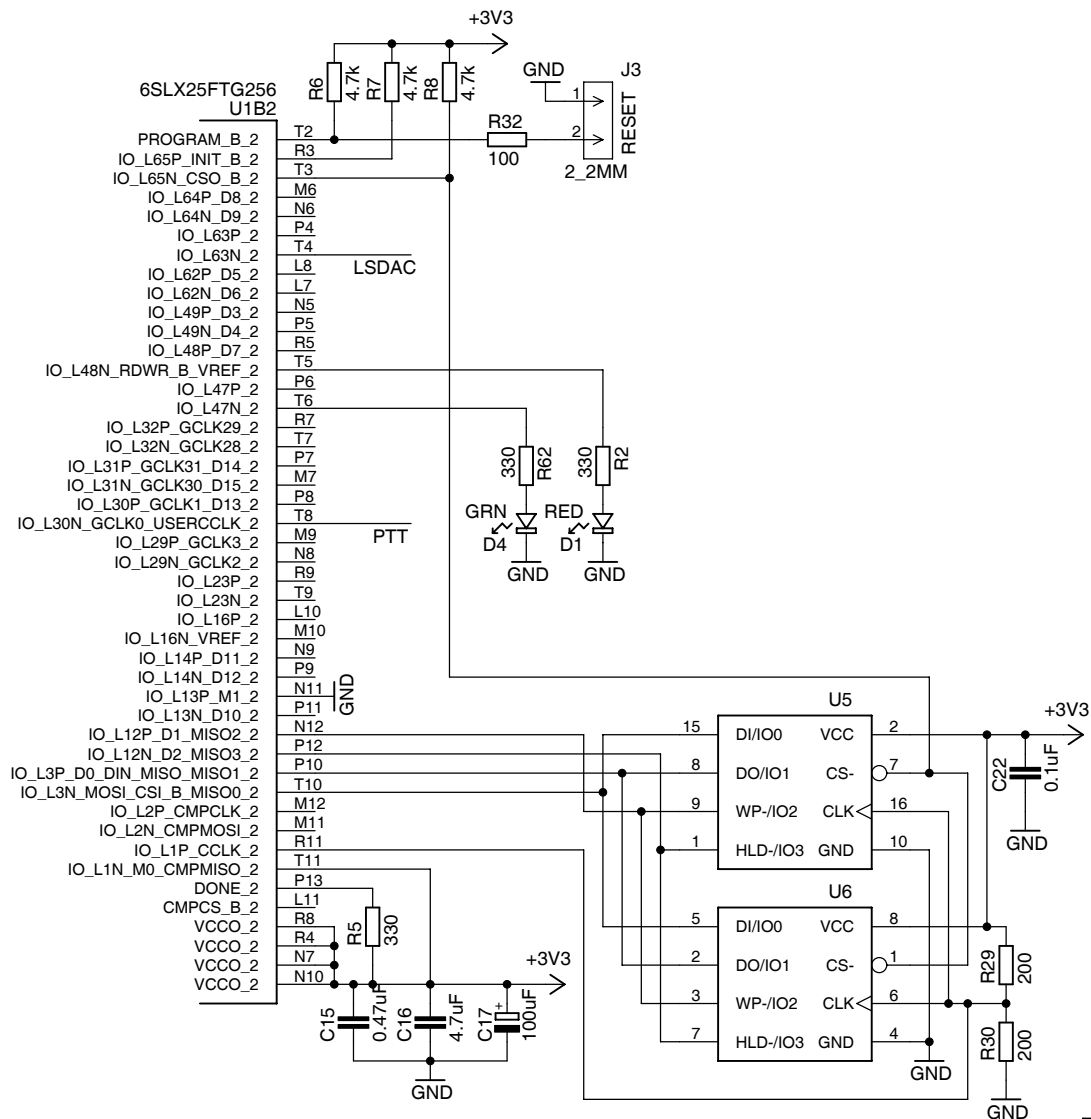 +3V3
R6
4.7k
R7
4.7k
R8
4.7k
GND
J3
1
2
RESET
2_2MM
R32
100
6SLX25FTG256
U1B2
PROGRAM_B_2 T2
IO_L65P_INIT_B_2 R3
IO_L65N_CSO_B_2 T3
IO_L64P_D8_2 M6
IO_L64N_D9_2 N6
IO_L63P_2 P4
IO_L63N_2 T4
LSDAC
IO_L62P_D5_2 L8
IO_L62N_D6_2 L7
IO_L49P_D3_2 N5
IO_L49N_D4_2 P5
IO_L48P_D7_2 R5
IO_L48N_RDWR_B_VREF_2 T5
IO_L47P_2 P6
IO_L47N_2 T6
IO_L32P_GCLK29_2 R7
IO_L32N_GCLK28_2 T7
IO_L31P_GCLK31_D14_2 P7
IO_L31N_GCLK30_D15_2 M7
IO_L30P_GCLK1_D13_2 P8
IO_L30N_GCLK0_USERCCLK_2 T8
PTT
IO_L29P_GCLK3_2 M9
IO_L29N_GCLK2_2 N8
IO_L23P_2 R9
IO_L23N_2 T9
IO_L16P_2 L10
IO_L16N_VREF_2 M10
IO_L14P_D11_2 N9
IO_L14N_D12_2 P9
IO_L13P_M1_2 N11
GND
IO_L13N_D10_2 P11
IO_L12P_D1_MISO2_2 N12
IO_L12N_D2_MISO3_2 P12
IO_L3P_D0_DIN_MISO_MISO1_2 P10
IO_L3N_MOSI_CSI_B_MISO0_2 T10
IO_L2P_CMPCLK_2 M12
IO_L2N_CMPMOSI_2 M11
IO_L1P_CCLK_2 R11
IO_L1N_M0_CMPMISO_2 T11
DONE_2 P13
CMPCS_B_2 L11
VCCO_2 R8
VCCO_2 R4
VCCO_2 N7
VCCO_2 N10
330
R62
GRN
D4
GND
330
R2
RED
D1
GND
R5
330
+3V3
C15
0.47uF
C16
4.7uF
C17
+
100uF
GND
U5
15 DI/IO0 VCC 2
8 DO/IO1 CS- 7
9 WP-/IO2 CLK 16
1 HLD-/IO3 GND 10
+3V3
C22
0.1uF
GND
U6
5 DI/IO0 VCC 8
2 DO/IO1 CS- 1
3 WP-/IO2 CLK 6
7 HLD-/IO3 GND 4
GND
R29
200
R30
200
GND